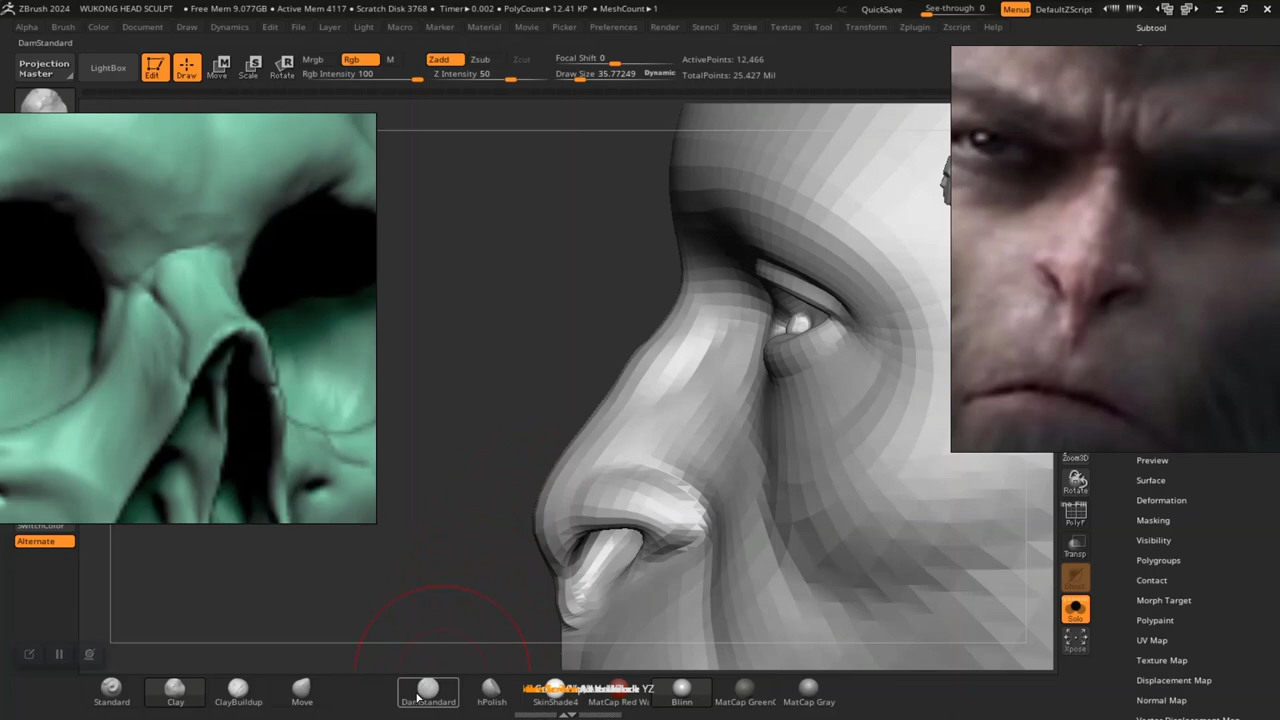 ZBrush 2024 WUKONG HEAD SCULPT • Free Mem 9.077GB • Active Mem 4117 • Scratch Disk 3768 • Timer▸0.002 • PolyCount▸12.41 KP • MeshCount▸1 AC QuickSave See-through 0 Menus DefaultZScript
Alpha Brush Color Document Draw Dynamics Edit File Layer Light Macro Marker Material Movie Picker Preferences Render Stencil Stroke Texture Tool Transform Zplugin Zscript Help
Subtool
DamStandard
Projection Master
LightBox
Edit Draw Move Scale Rotate
Mrgb Rgb M
Rgb Intensity 100
Zadd Zsub Zcut
Z Intensity 50
Focal Shift 0
Draw Size 35.77249 Dynamic
ActivePoints: 12,466
TotalPoints: 25.427 Mil
Zoom3D
Rotate
PolyF
Transp
Ghost
Solo
Xpose
Preview
Surface
Deformation
Masking
Visibility
Polygroups
Contact
Morph Target
Polypaint
UV Map
Texture Map
Displacement Map
Normal Map
SwitchColor
Alternate
Standard Clay ClayBuildup Move DamStandard hPolish SkinShade4 MatCap Red Wa Blinn MatCap GreenC MatCap Gray